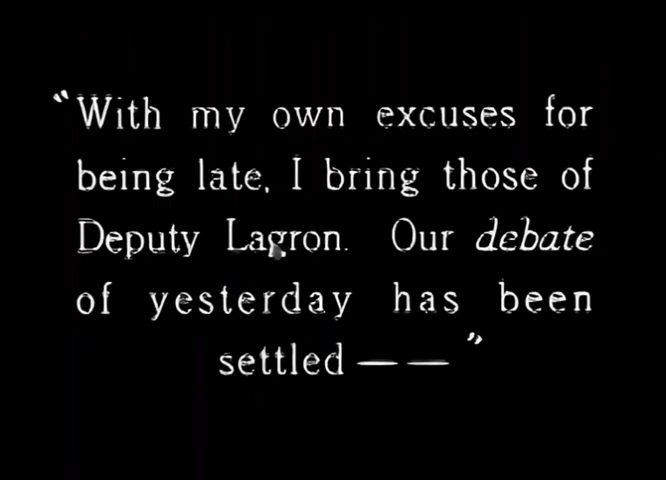 "With my own excuses for
being late, I bring those of
Deputy Lagron. Our debate
of yesterday has been
settled — — "